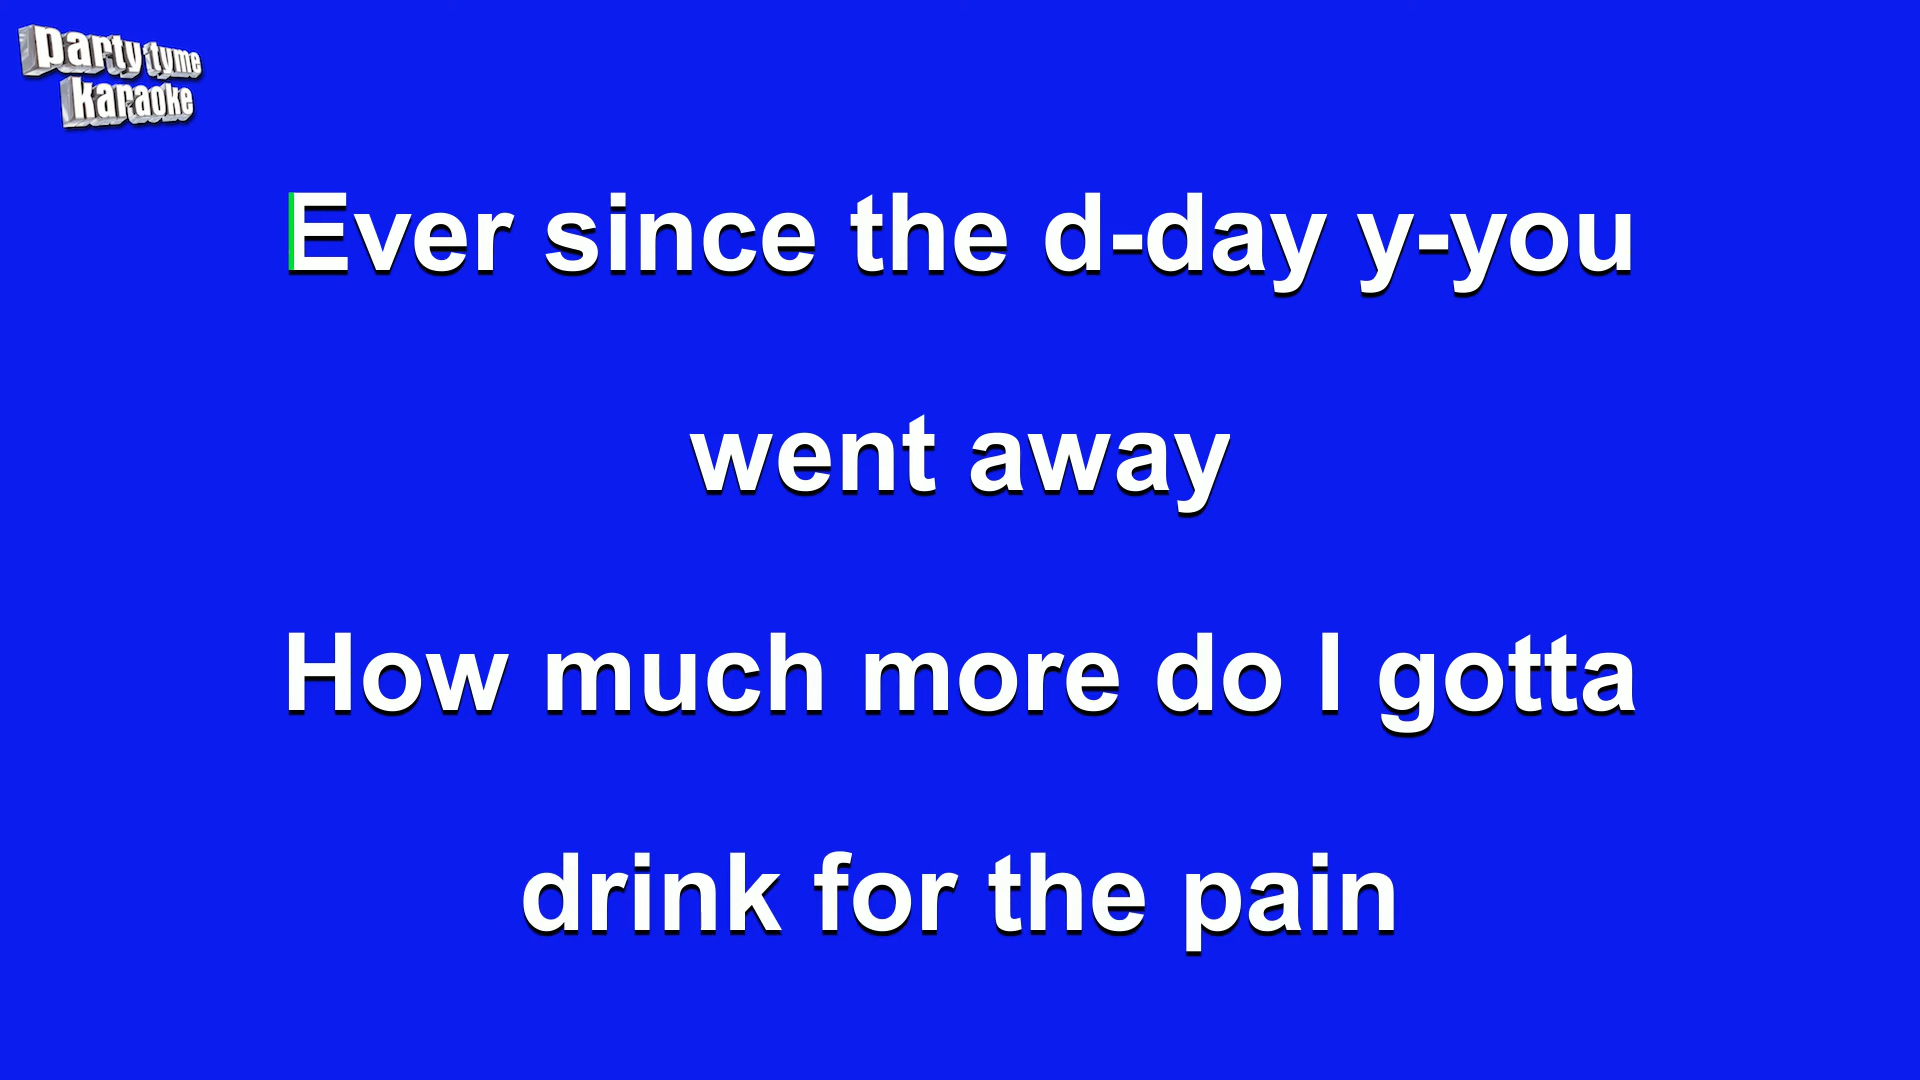 party tyme
karaoke
Ever since the d-day y-you
went away
How much more do I gotta
drink for the pain